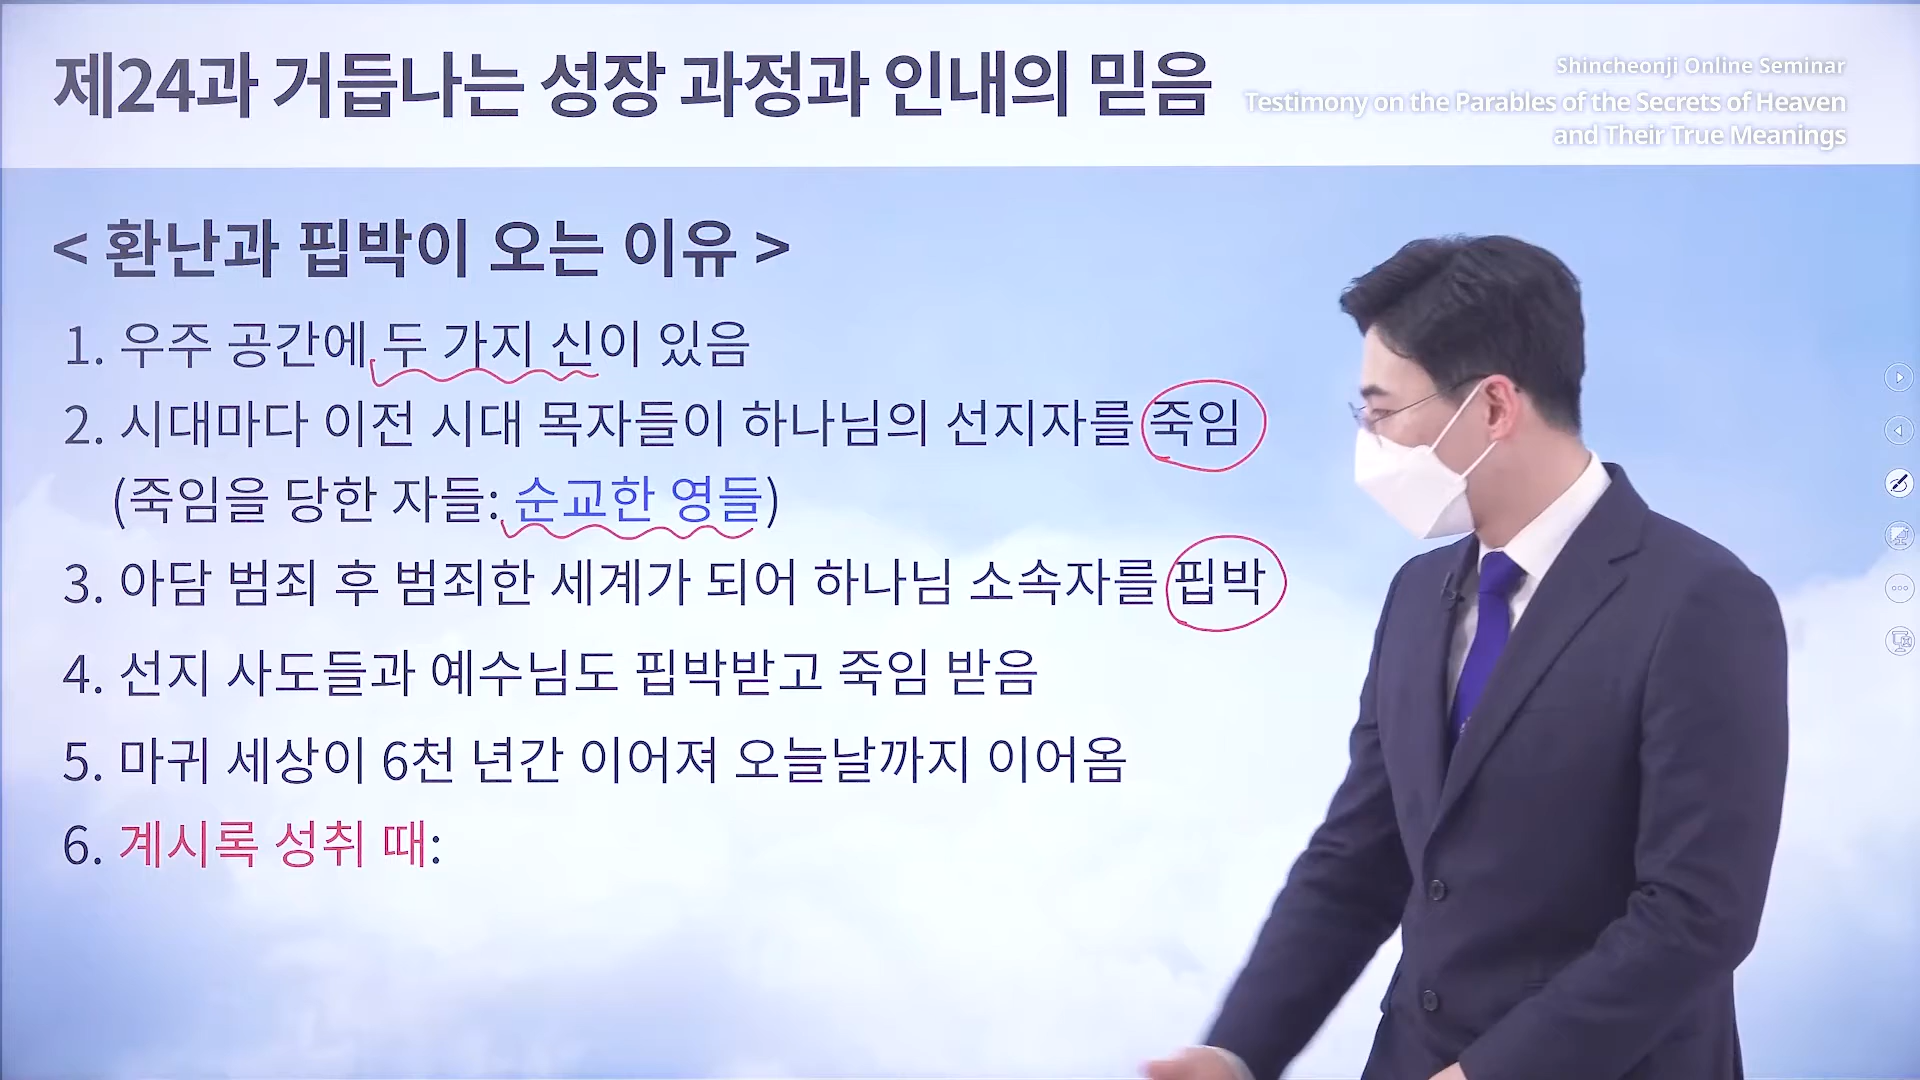 제24과 거듭나는 성장 과정과 인내의 믿음
Shincheonji Online Seminar
Testimony on the Parables of the Secrets of Heaven
and Their True Meanings
< 환난과 핍박이 오는 이유 >
1. 우주 공간에 두 가지 신이 있음
2. 시대마다 이전 시대 목자들이 하나님의 선지자를 죽임
(죽임을 당한 자들: 순교한 영들)
3. 아담 범죄 후 범죄한 세계가 되어 하나님 소속자를 핍박
4. 선지 사도들과 예수님도 핍박받고 죽임 받음
5. 마귀 세상이 6천 년간 이어져 오늘날까지 이어옴
6. 계시록 성취 때: